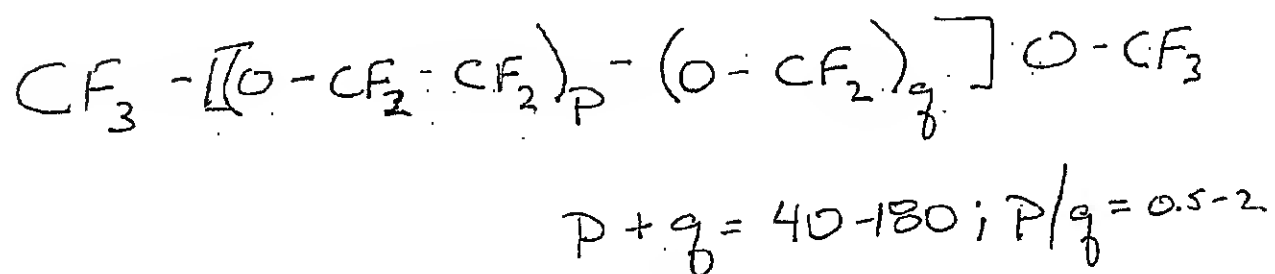 CF₃-[(O-CF₂-CF₂)p-(O-CF₂)q]O-CF₃
p+q=40-180; p/q=0.5-2